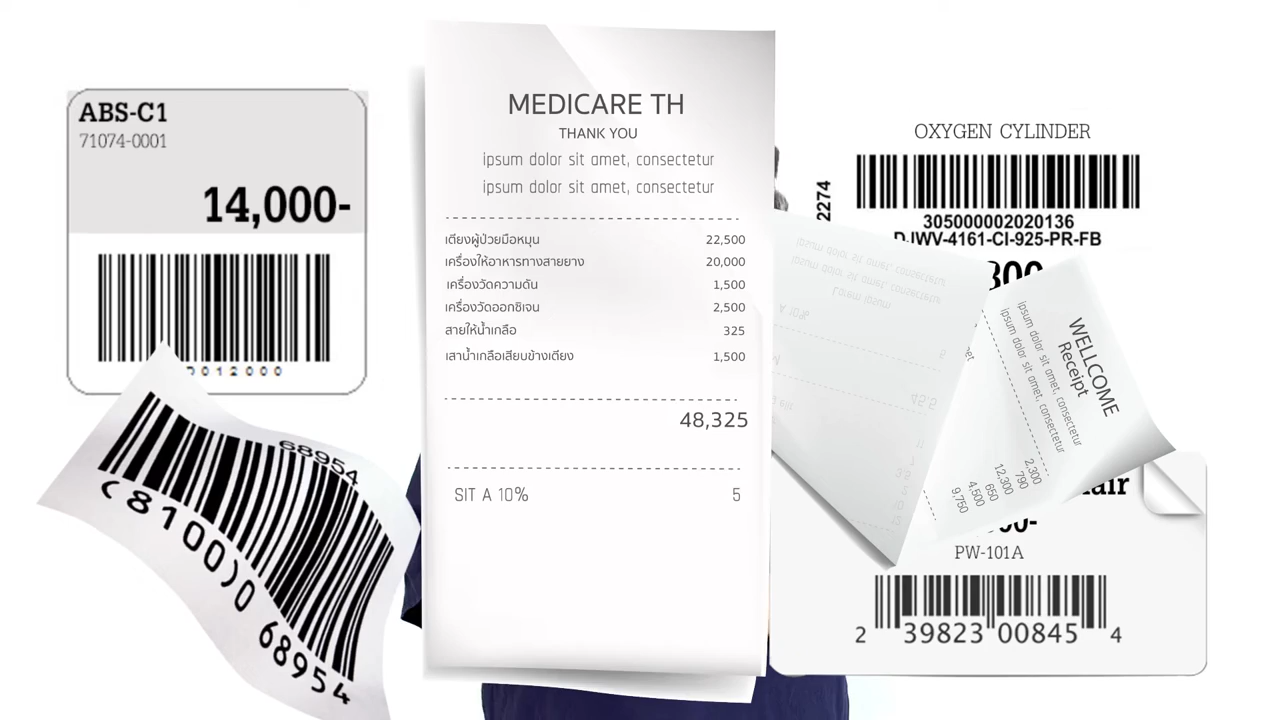 ABS-C1
71074-0001
14,000-
68954
(8100)0 68954
MEDICARE TH
THANK YOU
ipsum dolor sit amet, consectetur
ipsum dolor sit amet, consectetur
เตียงผู้ป่วยมือหมุน 22,500
เครื่องให้อาหารทางสายยาง 20,000
เครื่องวัดความดัน 1,500
เครื่องวัดออกซิเจน 2,500
สายให้น้ำเกลือ 325
เสาน้ำเกลือเสียบข้างเตียง 1,500
48,325
SIT A 10% 5
OXYGEN CYLINDER
2274
305000002020136
DJWV-4161-CI-925-PR-FB
WELLCOME
Receipt
ipsum dolor sit amet, consectetur
ipsum dolor sit amet, consectetur
2,300
790
12,300
650
4,500
9,750
PW-101A
2 39823 00845 4